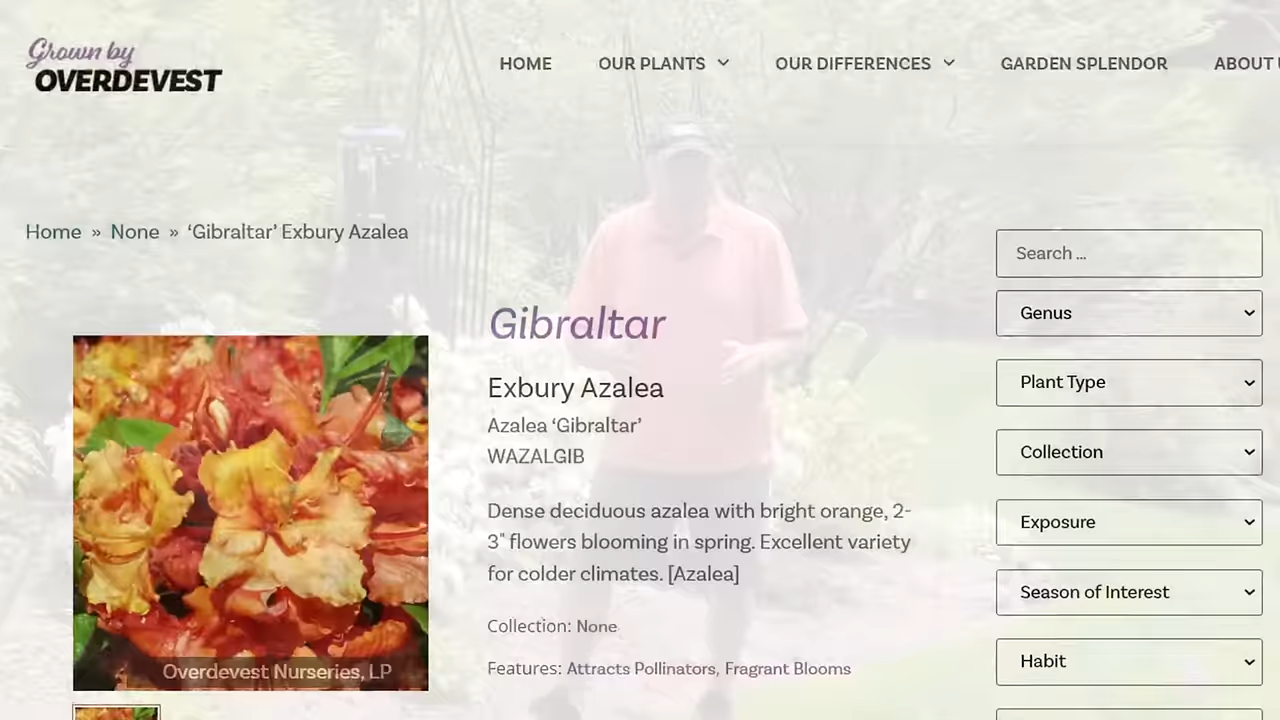 Grown by
OVERDEVEST
HOME
OUR PLANTS
OUR DIFFERENCES
GARDEN SPLENDOR
ABOUT
Home » None » ‘Gibraltar’ Exbury Azalea
Search ...
Genus
Plant Type
Collection
Exposure
Season of Interest
Habit
Gibraltar
Exbury Azalea
Azalea ‘Gibraltar’
WAZALGIB
Dense deciduous azalea with bright orange, 2-
3" flowers blooming in spring. Excellent variety
for colder climates. [Azalea]
Collection: None
Features: Attracts Pollinators, Fragrant Blooms
Overdevest Nurseries, LP